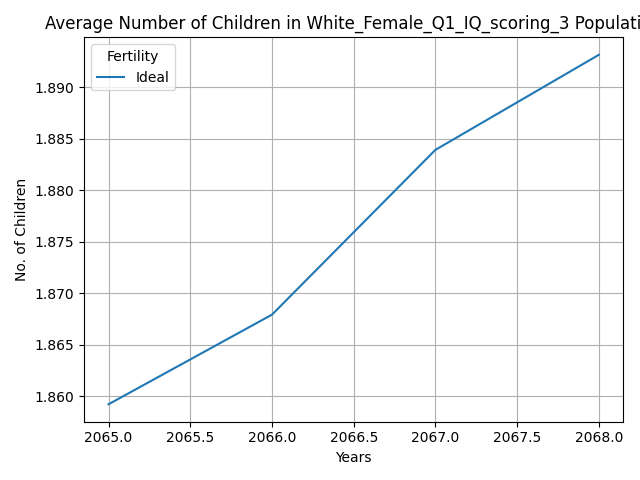 Average Number of Children in White_Female_Q1_IQ_scoring_3 Populati
Fertility
Ideal
No. of Children
1.890
1.885
1.880
1.875
1.870
1.865
1.860
2065.0 2065.5 2066.0 2066.5 2067.0 2067.5 2068.0
Years